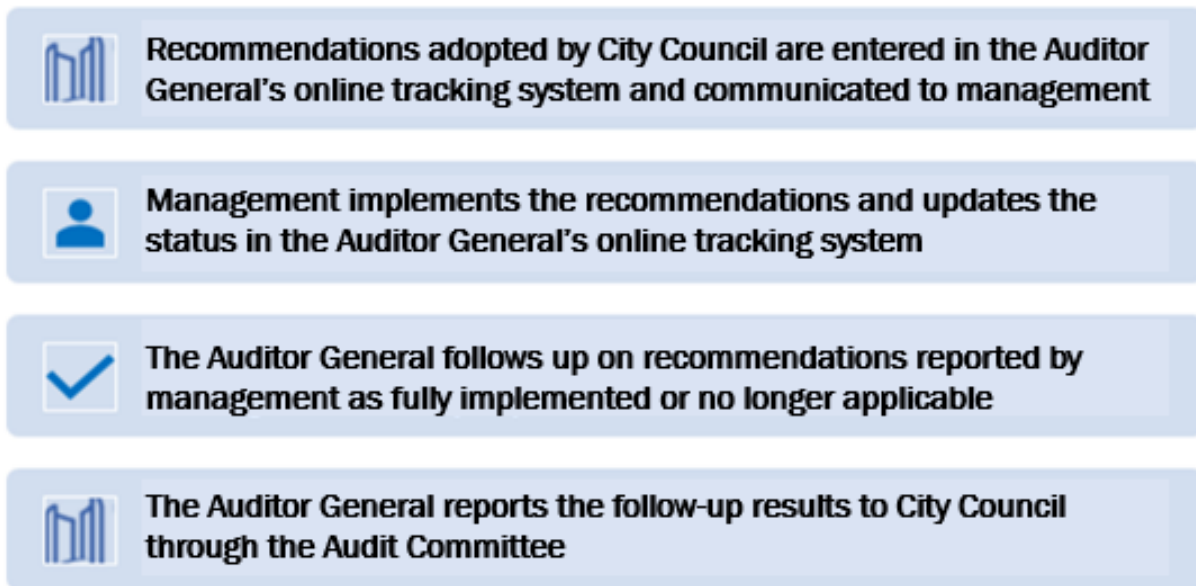 Recommendations adopted by City Council are entered in the Auditor
General's online tracking system and communicated to management
Management implements the recommendations and updates the
status in the Auditor General's online tracking system
The Auditor General follows up on recommendations reported by
management as fully implemented or no longer applicable
The Auditor General reports the follow-up results to City Council
through the Audit Committee